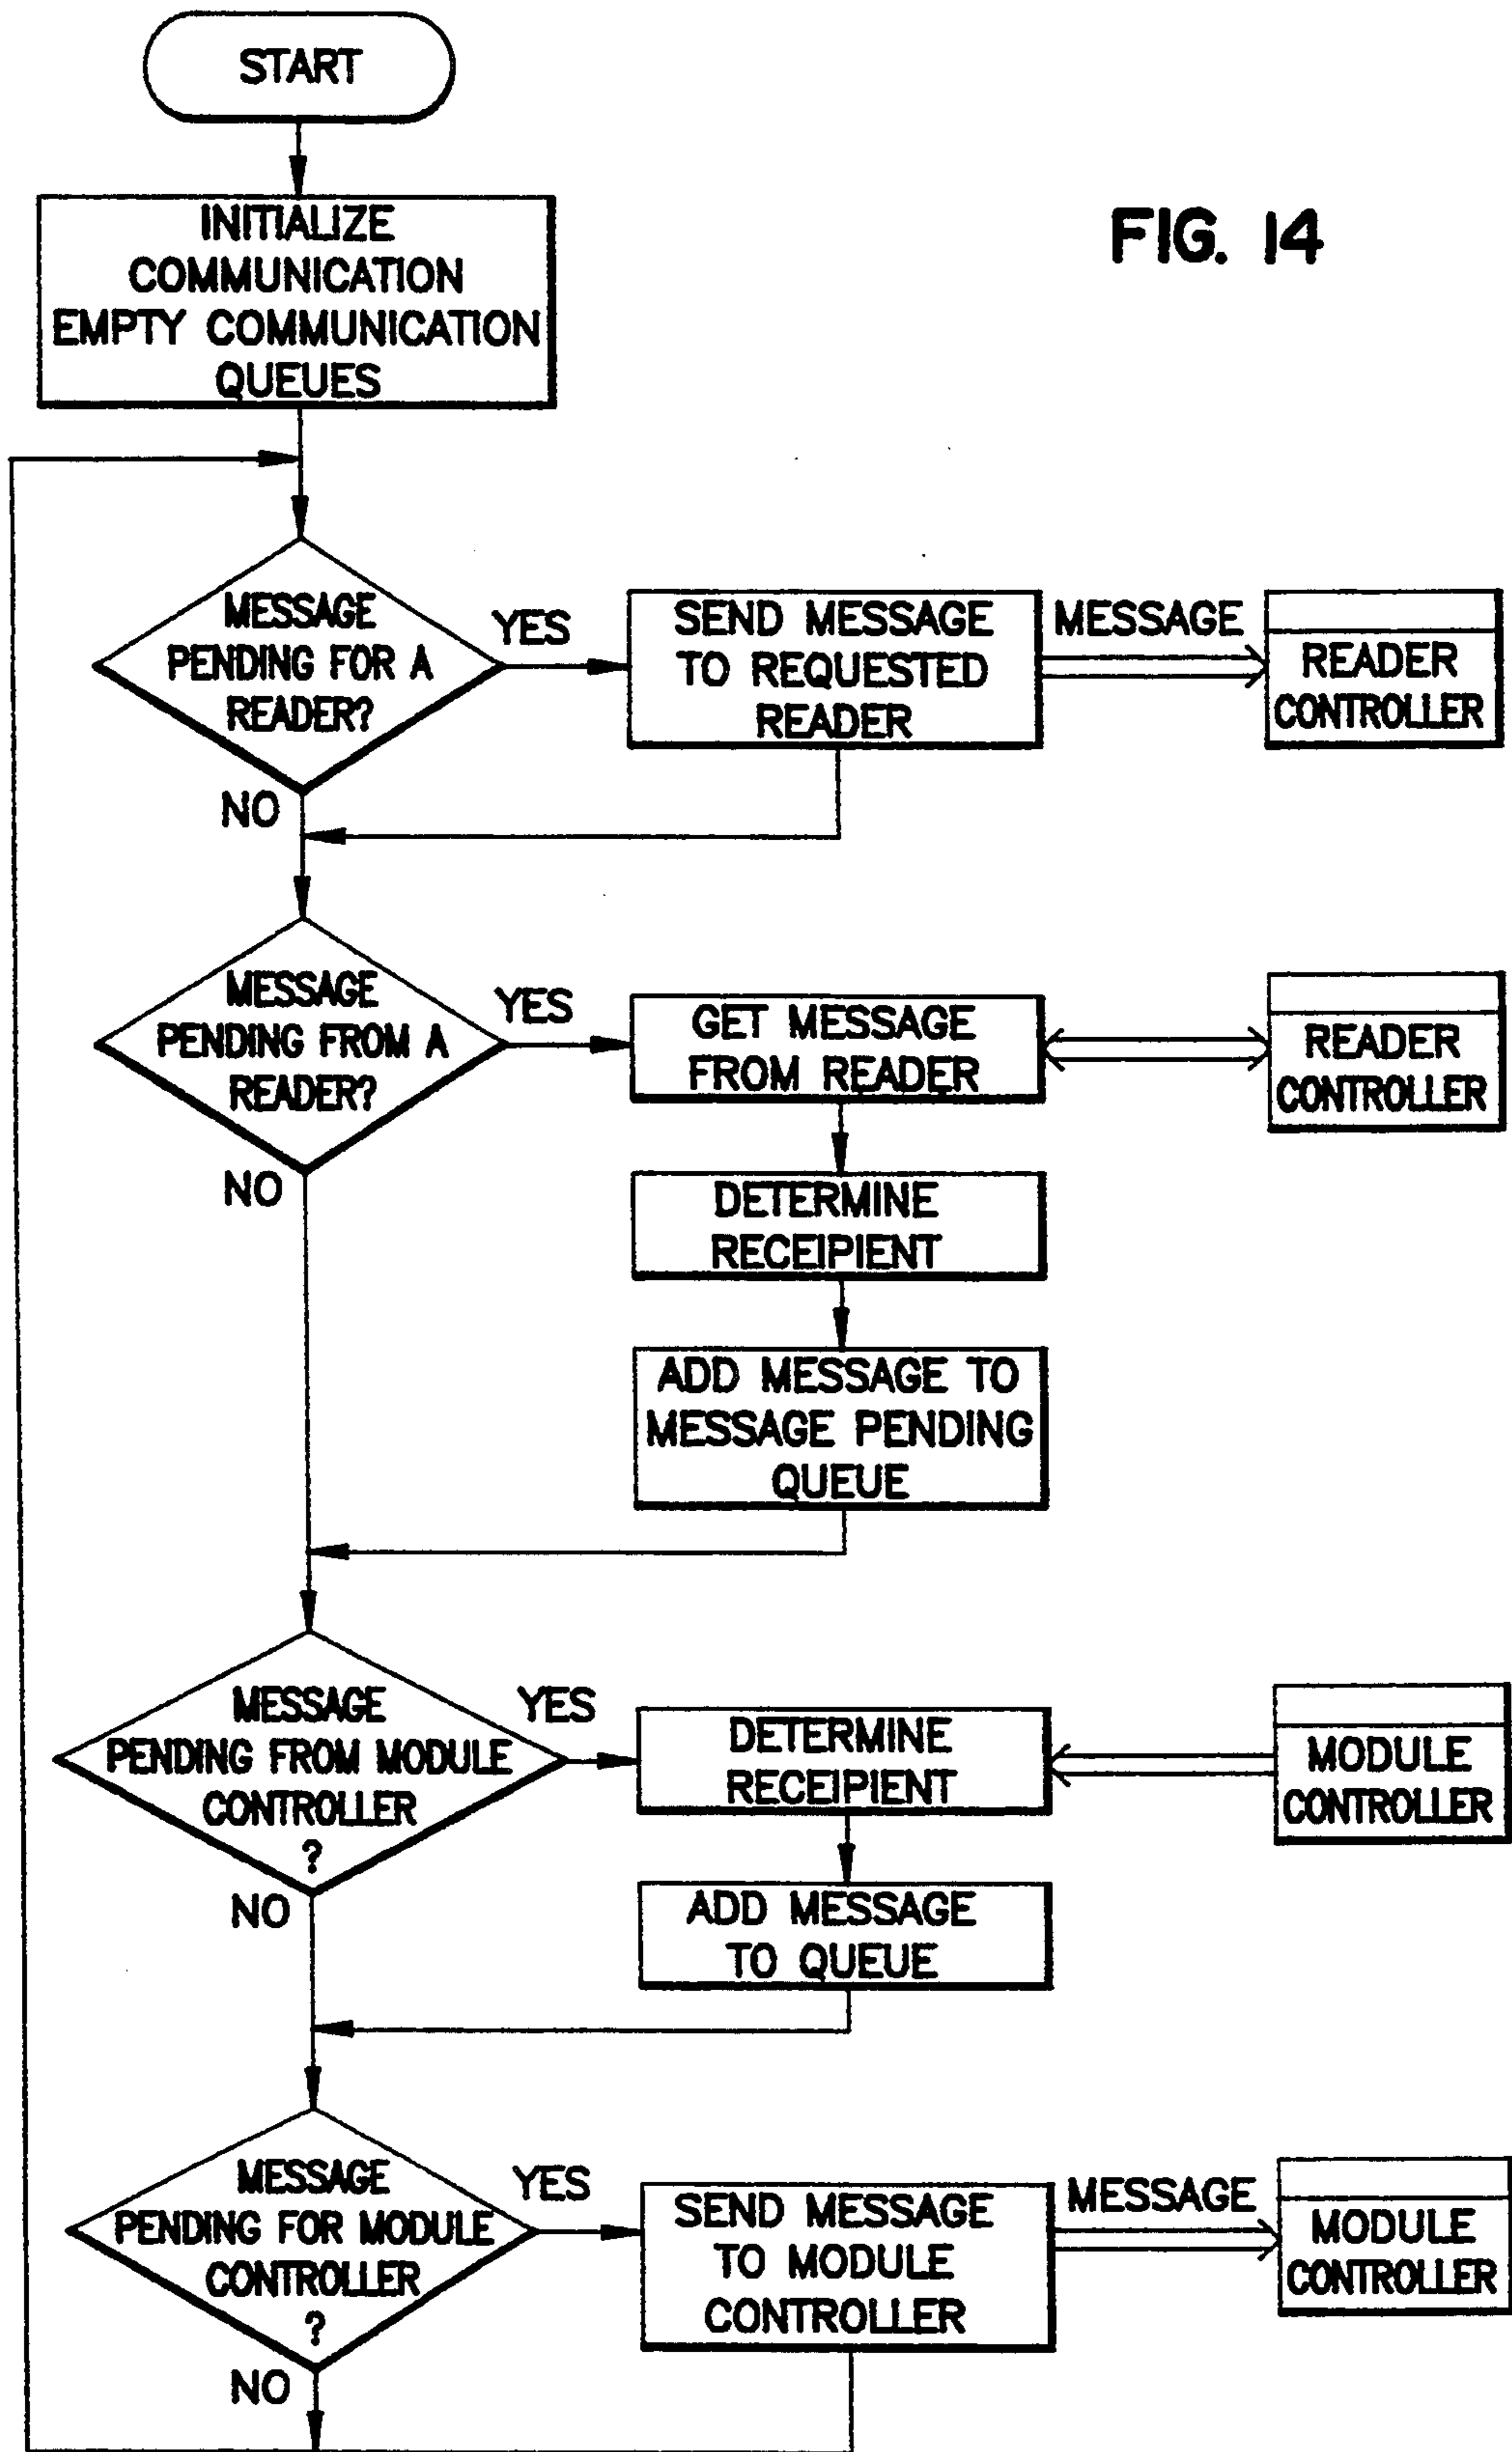 START
FIG. 14
INITIALIZE
COMMUNICATION
EMPTY COMMUNICATION
QUEUES
MESSAGE
PENDING FOR A
READER?
YES
NO
SEND MESSAGE
TO REQUESTED
READER
MESSAGE
READER
CONTROLLER
MESSAGE
PENDING FROM A
READER?
YES
NO
GET MESSAGE
FROM READER
READER
CONTROLLER
DETERMINE
RECEIPIENT
ADD MESSAGE TO
MESSAGE PENDING
QUEUE
MESSAGE
PENDING FROM MODULE
CONTROLLER
?
YES
NO
DETERMINE
RECEIPIENT
MODULE
CONTROLLER
ADD MESSAGE
TO QUEUE
MESSAGE
PENDING FOR MODULE
CONTROLLER
?
YES
NO
SEND MESSAGE
TO MODULE
CONTROLLER
MESSAGE
MODULE
CONTROLLER